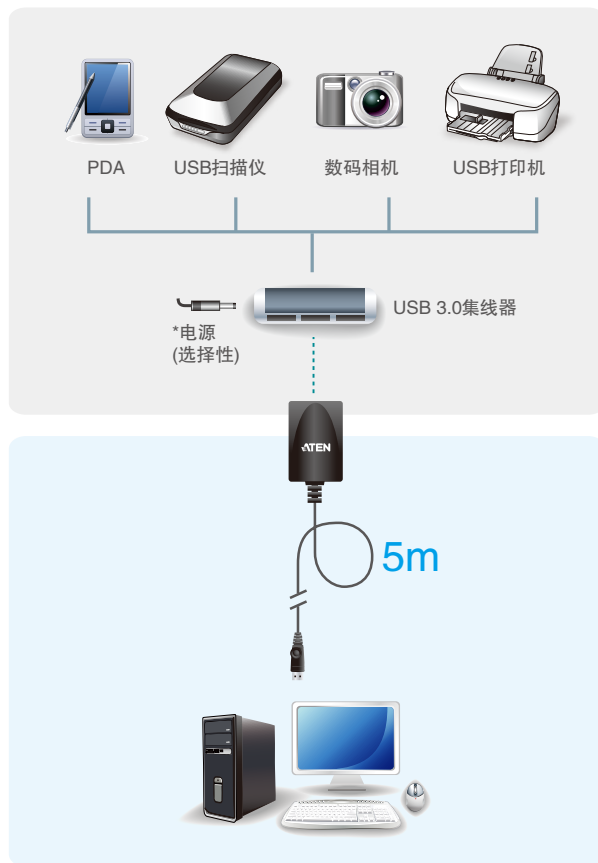 PDA
USB扫描仪
数码相机
USB打印机
USB 3.0集线器
*电源
(选择性)
ATEN
5m